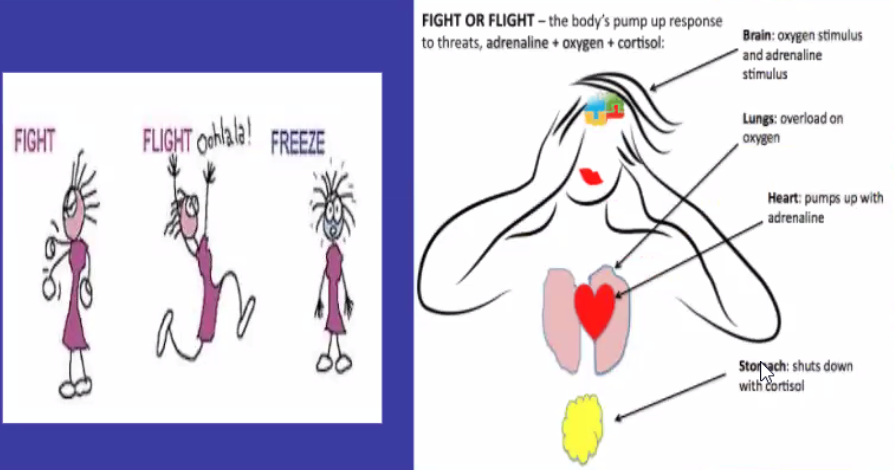 FIGHT
FLIGHT Oohlala!
FREEZE
FIGHT OR FLIGHT – the body's pump up response
to threats, adrenaline + oxygen + cortisol:
Brain: oxygen stimulus
and adrenaline
stimulus
Lungs: overload on
oxygen
Heart: pumps up with
adrenaline
Stomach: shuts down
with cortisol